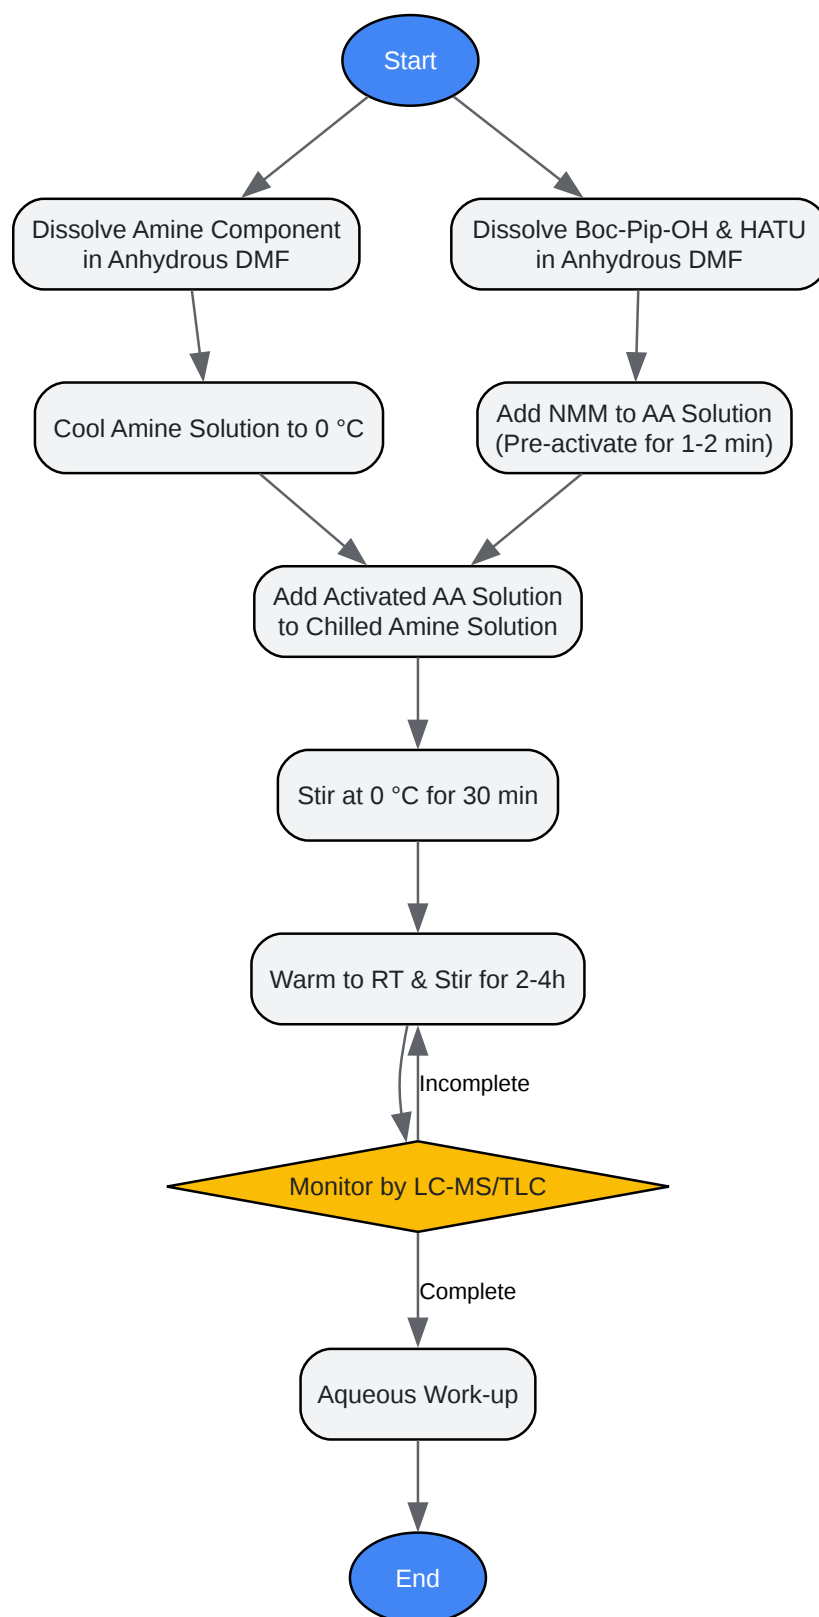 Start
Dissolve Amine Component
in Anhydrous DMF
Dissolve Boc-Pip-OH & HATU
in Anhydrous DMF
Cool Amine Solution to 0 °C
Add NMM to AA Solution
(Pre-activate for 1-2 min)
Add Activated AA Solution
to Chilled Amine Solution
Stir at 0 °C for 30 min
Warm to RT & Stir for 2-4h
Incomplete
Monitor by LC-MS/TLC
Complete
Aqueous Work-up
End